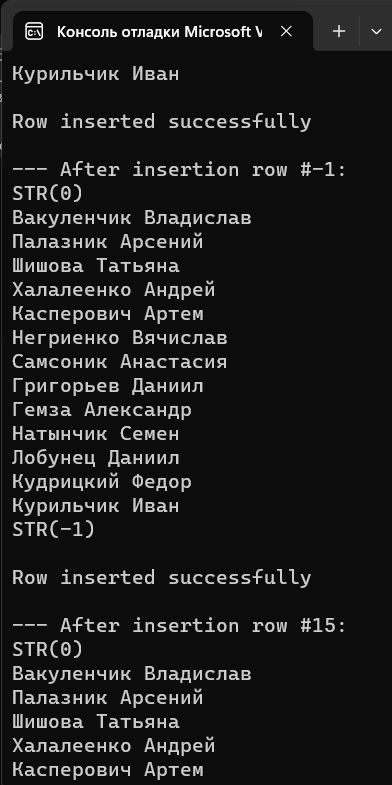 Консоль отладки Microsoft V
Курильчик Иван
Row inserted successfully
--- After insertion row #-1:
STR(0)
Вакуленчик Владислав
Палазник Арсений
Шишова Татьяна
Халалеенко Андрей
Касперович Артем
Негриенко Вячислав
Самсоник Анастасия
Григорьев Даниил
Гемза Александр
Натынчик Семен
Лобунец Даниил
Кудрицкий Федор
Курильчик Иван
STR(-1)
Row inserted successfully
--- After insertion row #15:
STR(0)
Вакуленчик Владислав
Палазник Арсений
Шишова Татьяна
Халалеенко Андрей
Касперович Артем